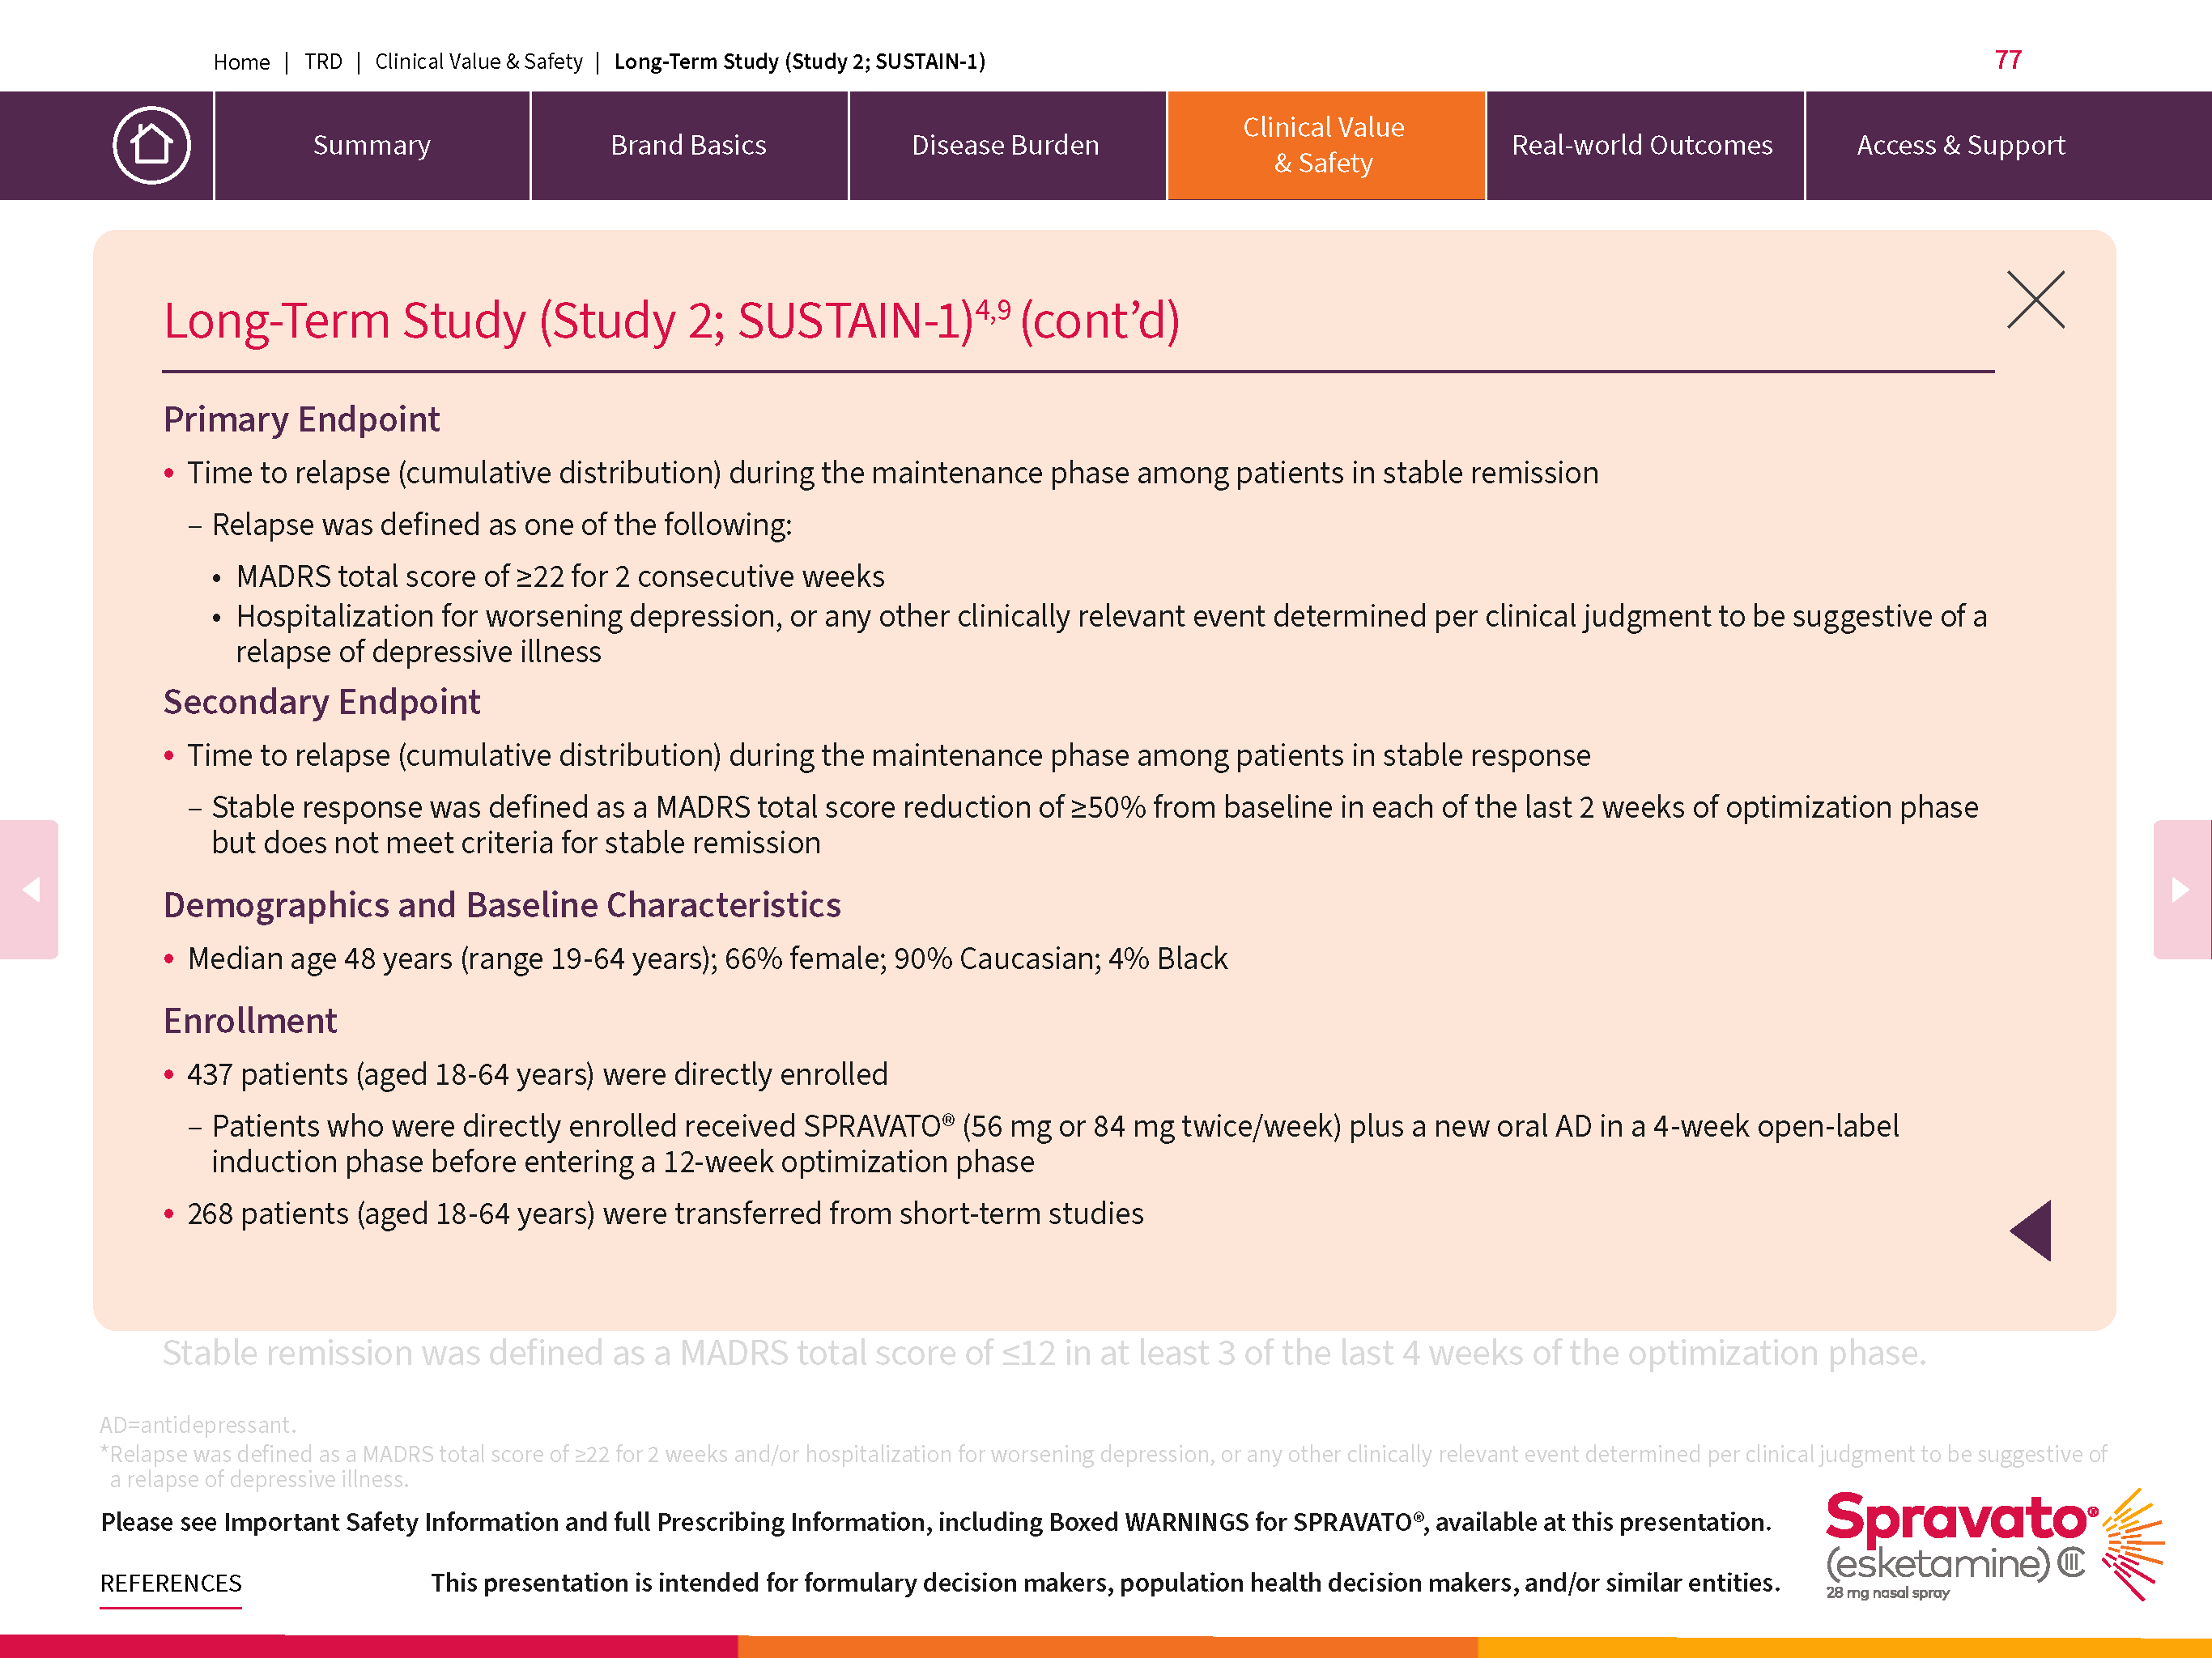 Home | TRD | Clinical Value & Safety | Long-Term Study (Study 2; SUSTAIN-1)
77
Summary
Brand Basics
Disease Burden
Clinical Value
& Safety
Real-world Outcomes
Access & Support
Long-Term Study (Study 2; SUSTAIN-1)4,9 (cont’d)
Primary Endpoint
• Time to relapse (cumulative distribution) during the maintenance phase among patients in stable remission
– Relapse was defined as one of the following:
• MADRS total score of ≥22 for 2 consecutive weeks
• Hospitalization for worsening depression, or any other clinically relevant event determined per clinical judgment to be suggestive of a
relapse of depressive illness
Secondary Endpoint
• Time to relapse (cumulative distribution) during the maintenance phase among patients in stable response
– Stable response was defined as a MADRS total score reduction of ≥50% from baseline in each of the last 2 weeks of optimization phase
but does not meet criteria for stable remission
Demographics and Baseline Characteristics
• Median age 48 years (range 19-64 years); 66% female; 90% Caucasian; 4% Black
Enrollment
• 437 patients (aged 18-64 years) were directly enrolled
– Patients who were directly enrolled received SPRAVATO® (56 mg or 84 mg twice/week) plus a new oral AD in a 4-week open-label
induction phase before entering a 12-week optimization phase
• 268 patients (aged 18-64 years) were transferred from short-term studies
Stable remission was defined as a MADRS total score of ≤12 in at least 3 of the last 4 weeks of the optimization phase.
AD=antidepressant.
*Relapse was defined as a MADRS total score of ≥22 for 2 weeks and/or hospitalization for worsening depression, or any other clinically relevant event determined per clinical judgment to be suggestive of
a relapse of depressive illness.
Please see Important Safety Information and full Prescribing Information, including Boxed WARNINGS for SPRAVATO®, available at this presentation.
REFERENCES
This presentation is intended for formulary decision makers, population health decision makers, and/or similar entities.
Spravato®
(esketamine) CIII
28 mg nasal spray